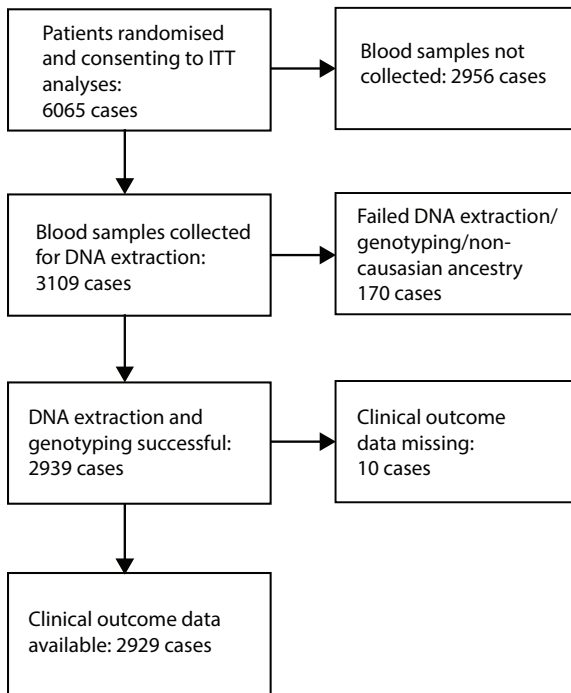 Patients randomised
and consenting to ITT
analyses:
6065 cases
Blood samples not
collected: 2956 cases
Blood samples collected
for DNA extraction:
3109 cases
Failed DNA extraction/
genotyping/non-
causasian ancestry
170 cases
DNA extraction and
genotyping successful:
2939 cases
Clinical outcome
data missing:
10 cases
Clinical outcome data
available: 2929 cases